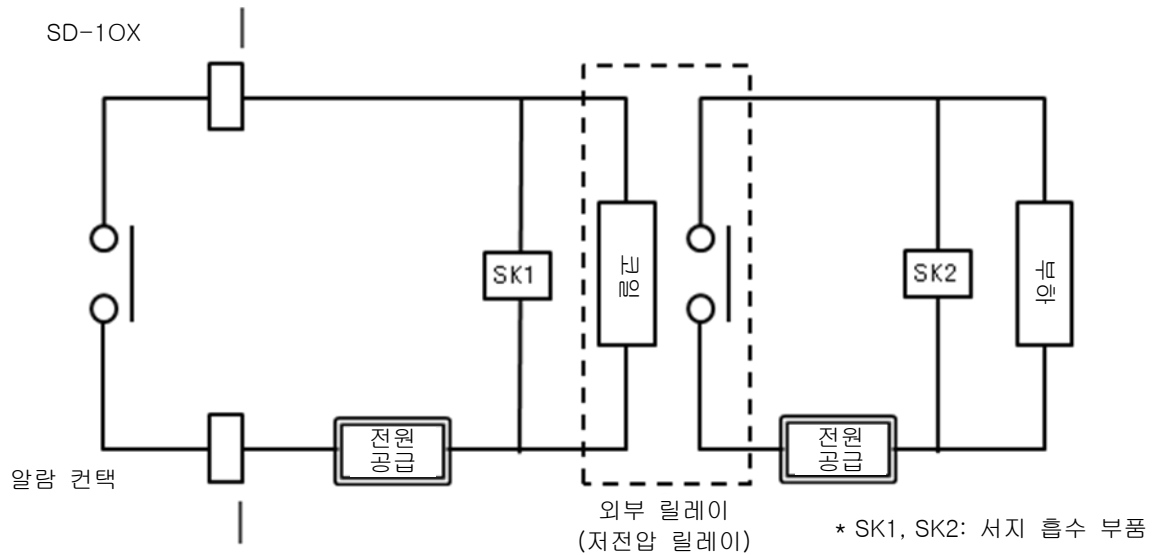 SD-1OX
SK1
코일
SK2
부하
전원
공급
전원
공급
알람 컨택
외부 릴레이
(저전압 릴레이)
* SK1, SK2: 서지 흡수 부품